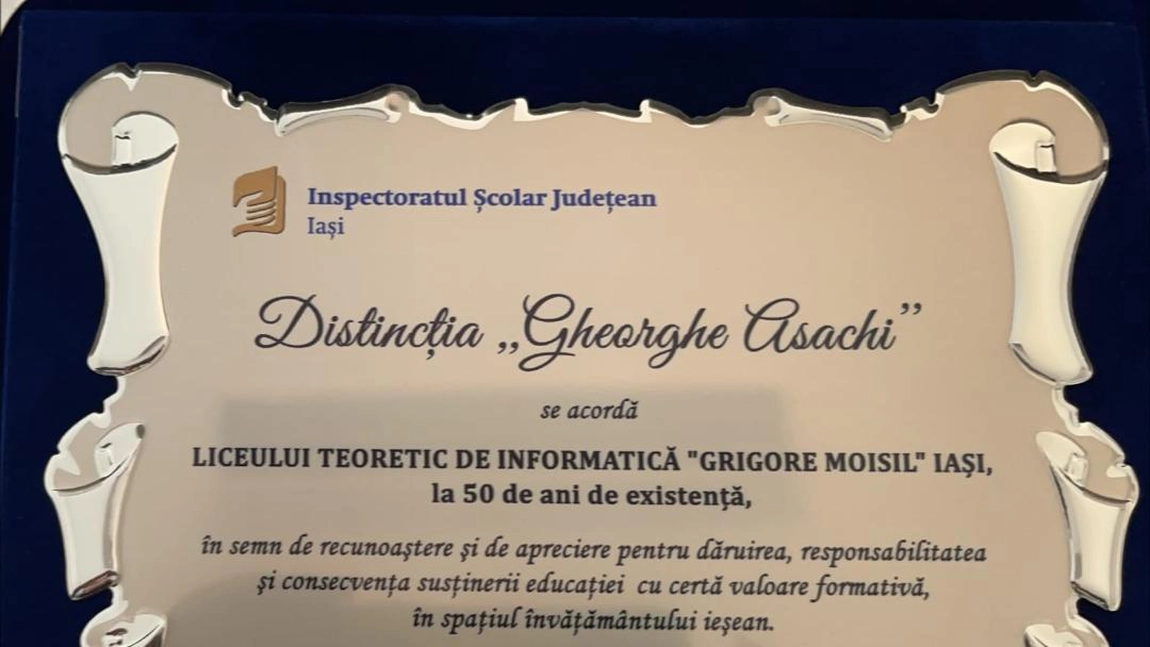 Inspectoratul Școlar Județean
Iași
Distincția „Gheorghe Asachi”
se acordă
LICEULUI TEORETIC DE INFORMATICĂ "GRIGORE MOISIL" IAŞI,
la 50 de ani de existență,
în semn de recunoaștere și de apreciere pentru dăruirea, responsabilitatea
și consecvența susținerii educației cu certă valoare formativă,
în spațiul învățământului ieșean.